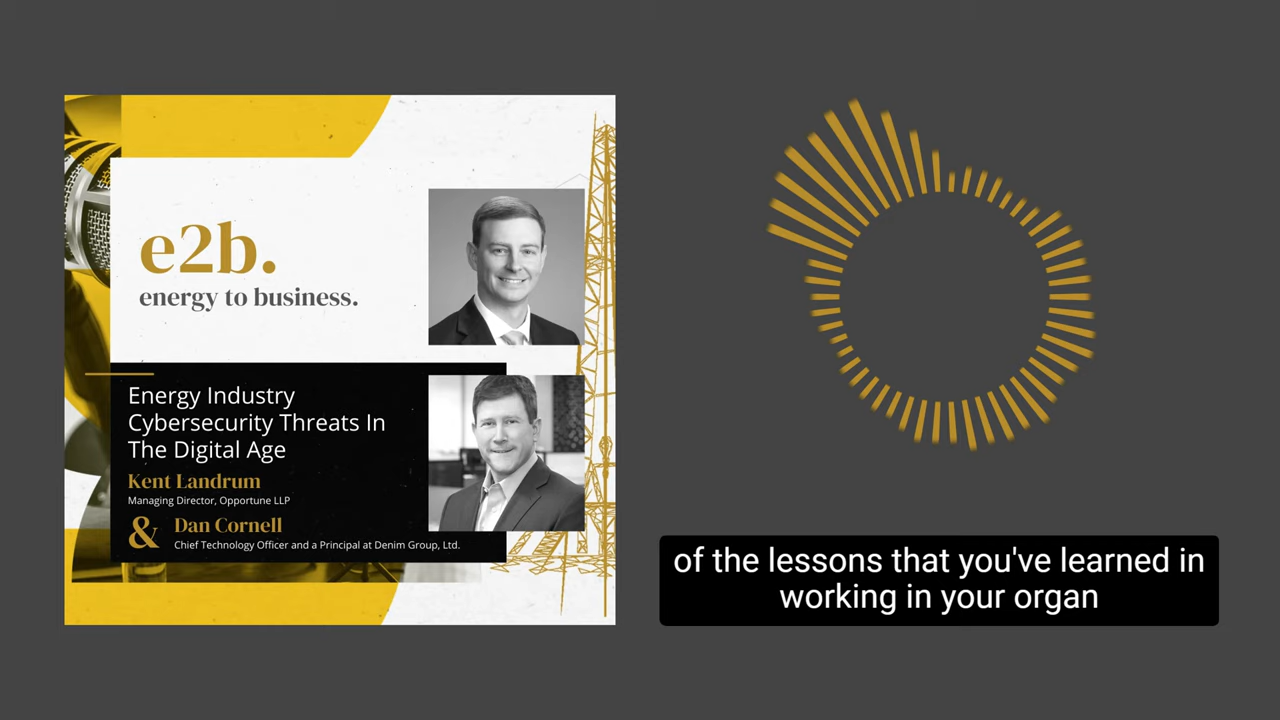 e2b.
energy to business.
Energy Industry
Cybersecurity Threats In
The Digital Age
Kent Landrum
Managing Director, Opportune LLP
& Dan Cornell
Chief Technology Officer and a Principal at Denim Group, Ltd.
of the lessons that you've learned in
working in your organ